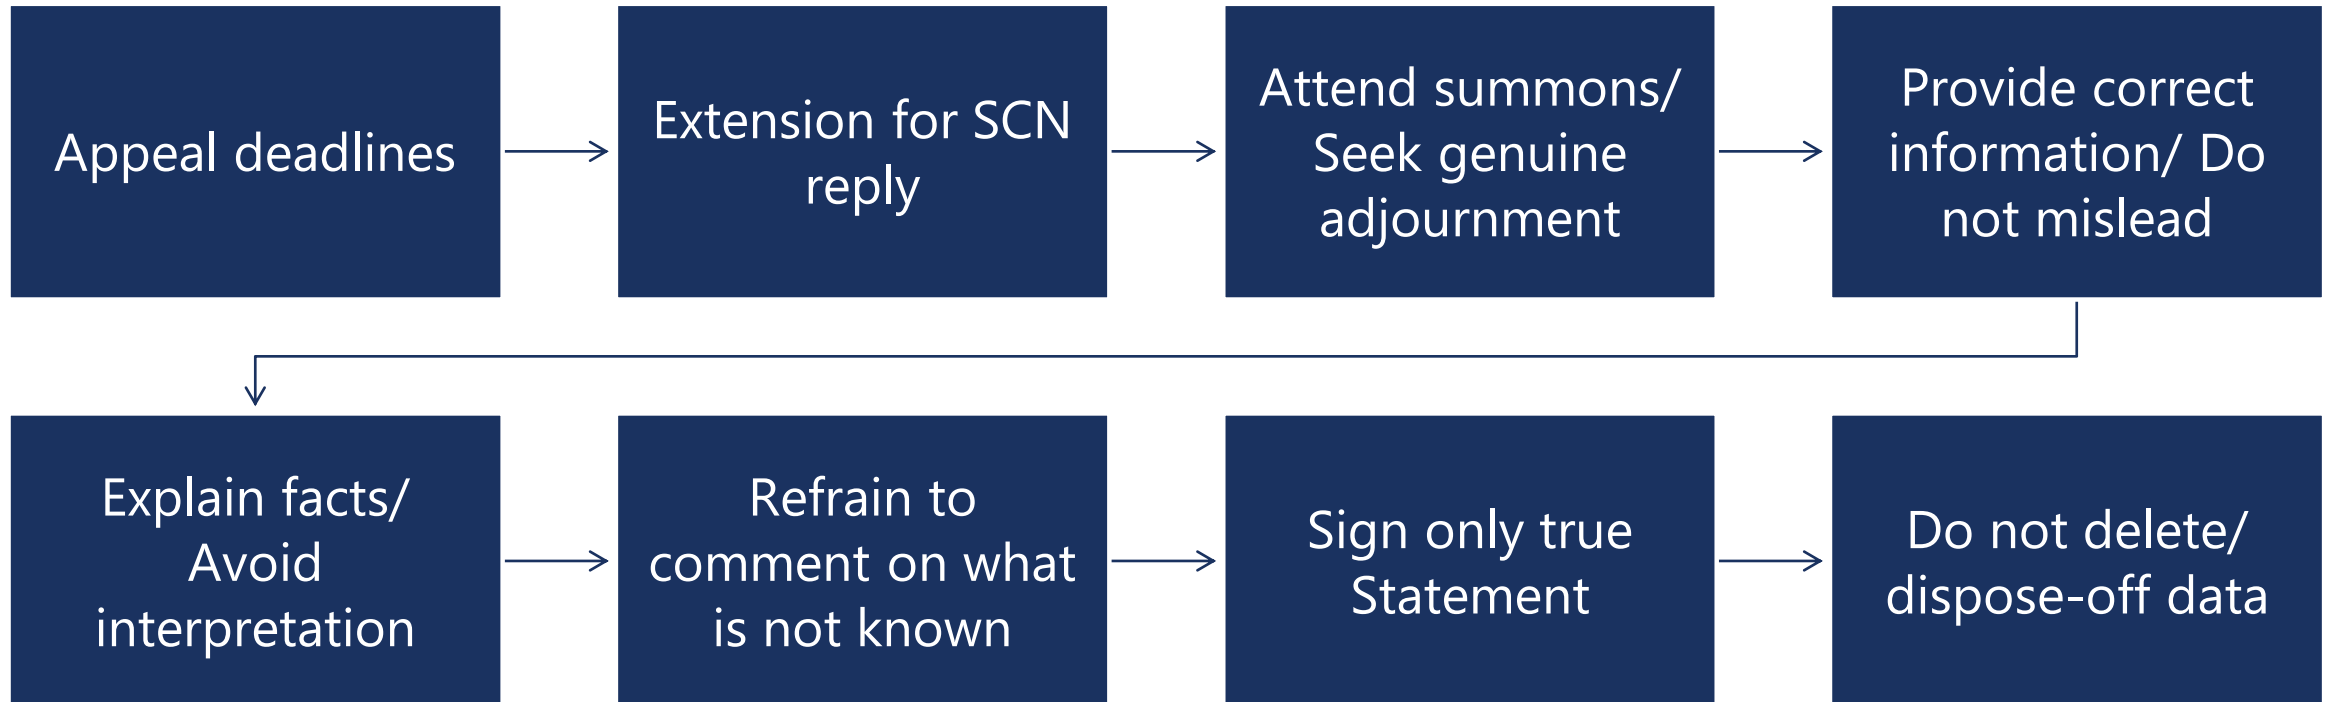 Appeal deadlines
Extension for SCN
reply
Attend summons/
Seek genuine
adjournment
Provide correct
information/ Do
not mislead
Explain facts/
Avoid
interpretation
Refrain to
comment on what
is not known
Sign only true
Statement
Do not delete/
dispose-off data